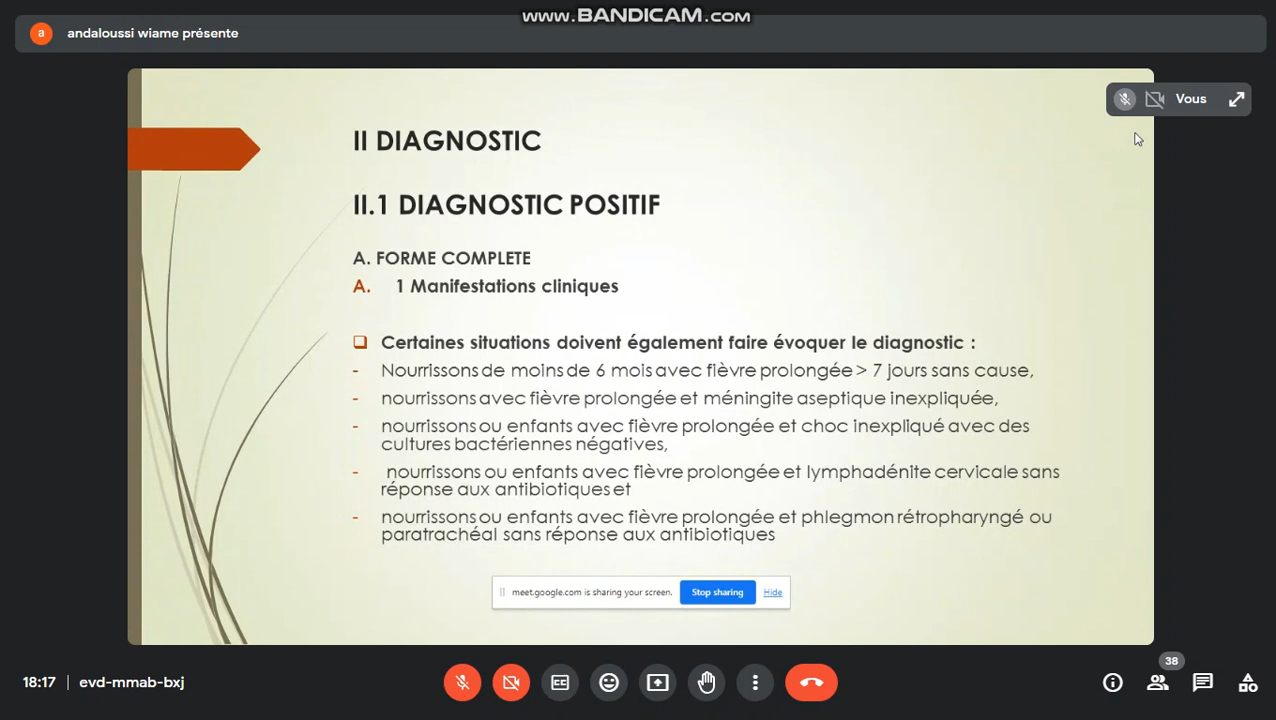 www.BANDICAM.com
a
andaloussi wiame présente
Vous
II DIAGNOSTIC
II.1 DIAGNOSTIC POSITIF
A. FORME COMPLETE
A. 1 Manifestations cliniques
❑ Certaines situations doivent également faire évoquer le diagnostic :
- Nourrissons de moins de 6 mois avec fièvre prolongée > 7 jours sans cause,
- nourrissons avec fièvre prolongée et méningite aseptique inexpliquée,
- nourrissons ou enfants avec fièvre prolongée et choc inexpliqué avec des
cultures bactériennes négatives,
- nourrissons ou enfants avec fièvre prolongée et lymphadénite cervicale sans
réponse aux antibiotiques et
- nourrissons ou enfants avec fièvre prolongée et phlegmon rétropharyngé ou
paratrachéal sans réponse aux antibiotiques
meet.google.com is sharing your screen. Stop sharing Hide
38
18:17 | evd-mmab-bxj
CC